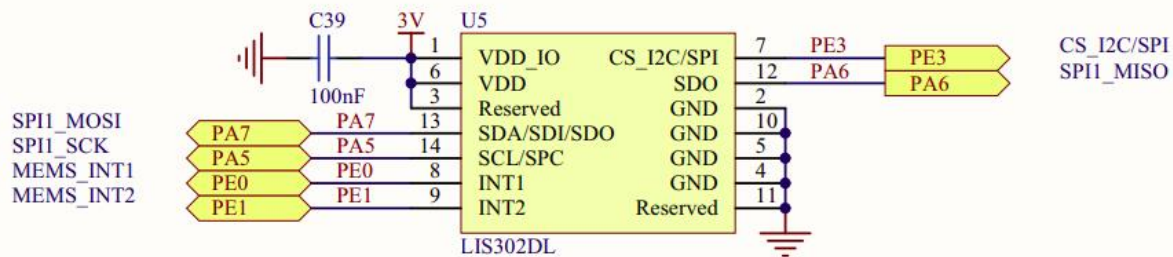 C39
3V
U5
100nF
1 VDD_IO CS_I2C/SPI 7 PE3 PE3 CS_I2C/SPI
6 VDD SDO 12 PA6 PA6 SPI1_MISO
3 Reserved GND 2
SPI1_MOSI PA7 PA7 13 SDA/SDI/SDO GND 10
SPI1_SCK PA5 PA5 14 SCL/SPC GND 5
MEMS_INT1 PE0 PE0 8 INT1 GND 4
MEMS_INT2 PE1 PE1 9 INT2 Reserved 11
LIS302DL